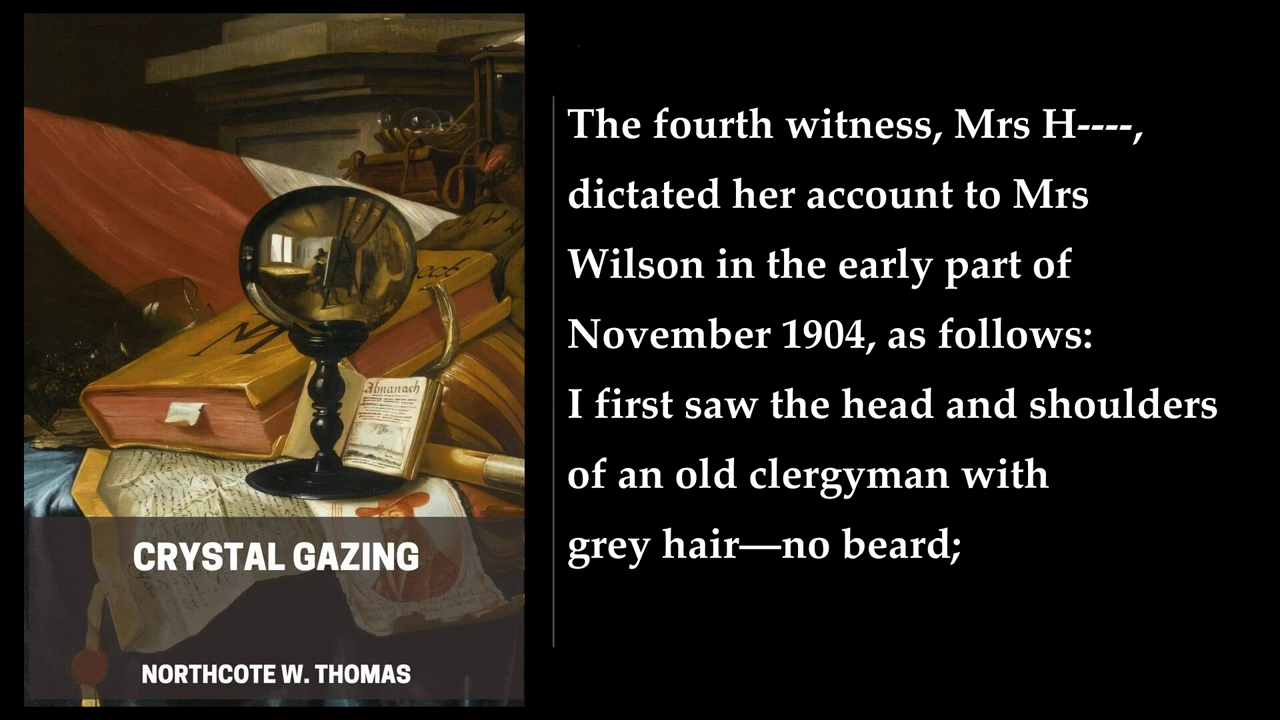 The fourth witness, Mrs H----,
dictated her account to Mrs
Wilson in the early part of
November 1904, as follows:
I first saw the head and shoulders
of an old clergyman with
grey hair—no beard;
Almanach
CRYSTAL GAZING
NORTHCOTE W. THOMAS